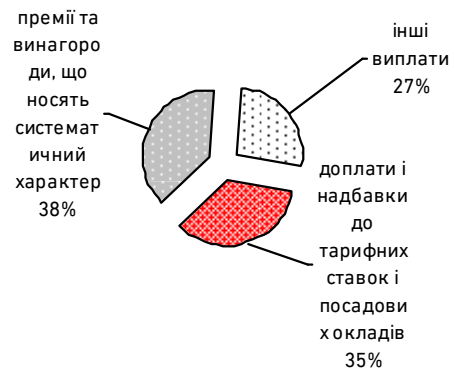 премії та
винагоро
ди, що
носять
системат
ичний
характер
38%
інші
виплати
27%
доплати і
надбавки
до
тарифних
ставок і
посадови
х окладів
35%